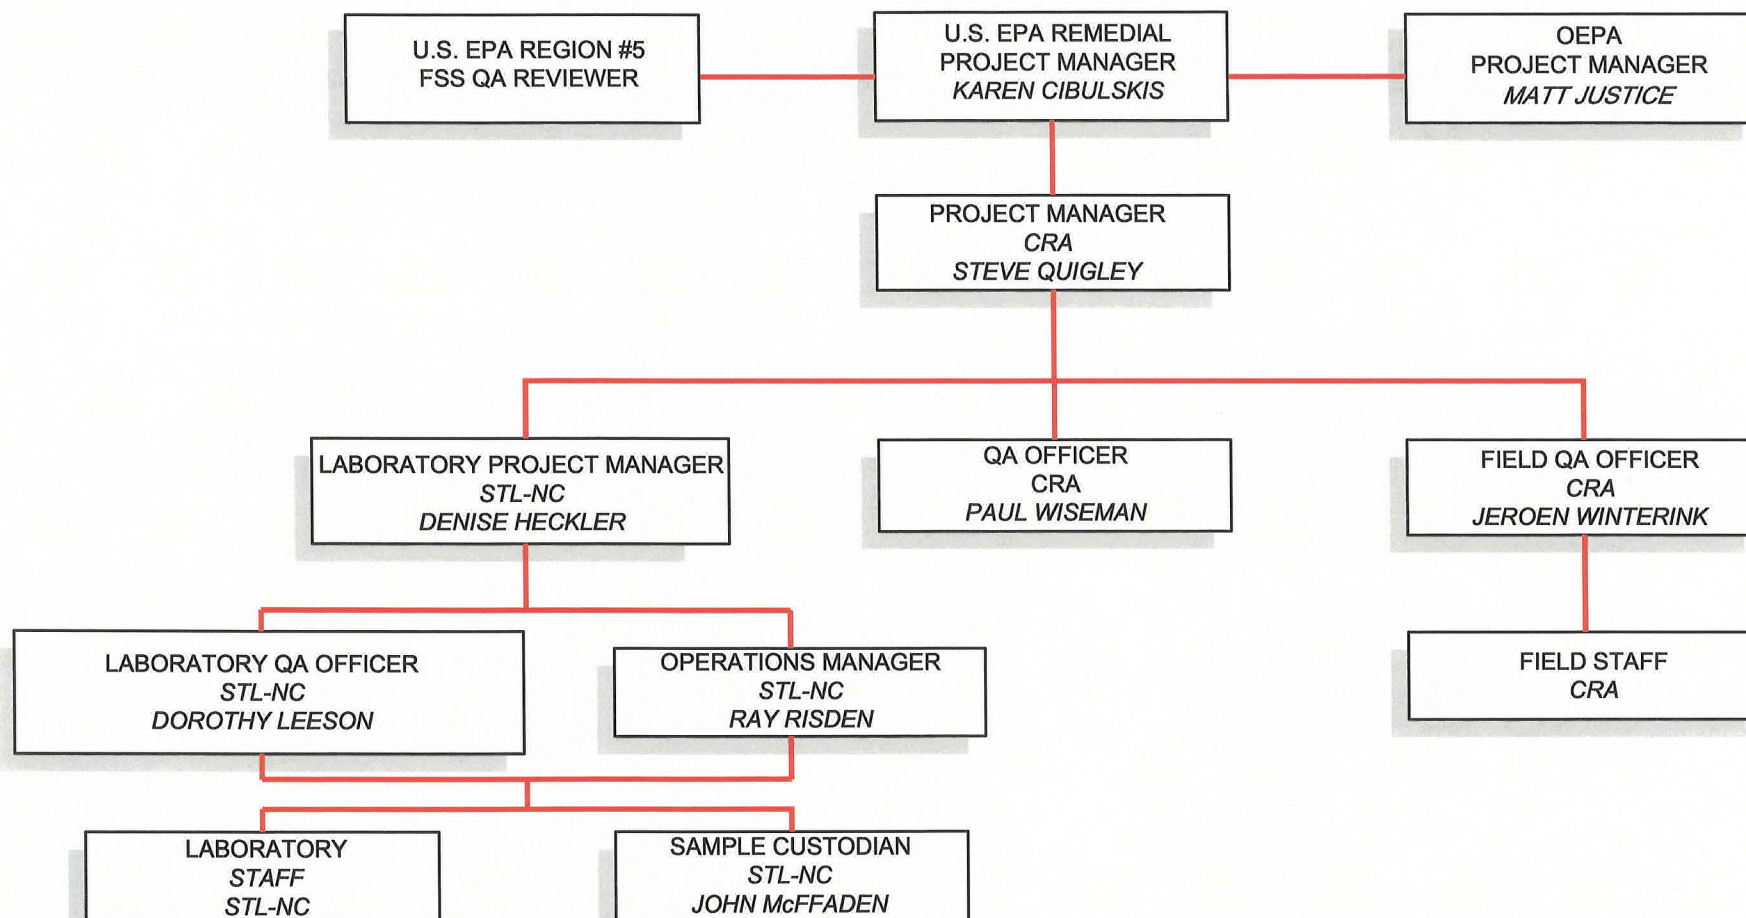 U.S. EPA REGION #5
FSS QA REVIEWER
U.S. EPA REMEDIAL
PROJECT MANAGER
KAREN CIBULSKIS
OEPA
PROJECT MANAGER
MATT JUSTICE
PROJECT MANAGER
CRA
STEVE QUIGLEY
LABORATORY PROJECT MANAGER
STL-NC
DENISE HECKLER
QA OFFICER
CRA
PAUL WISEMAN
FIELD QA OFFICER
CRA
JEROEN WINTERINK
LABORATORY QA OFFICER
STL-NC
DOROTHY LEESON
OPERATIONS MANAGER
STL-NC
RAY RISDEN
FIELD STAFF
CRA
LABORATORY
STAFF
STL-NC
SAMPLE CUSTODIAN
STL-NC
JOHN McFFADEN